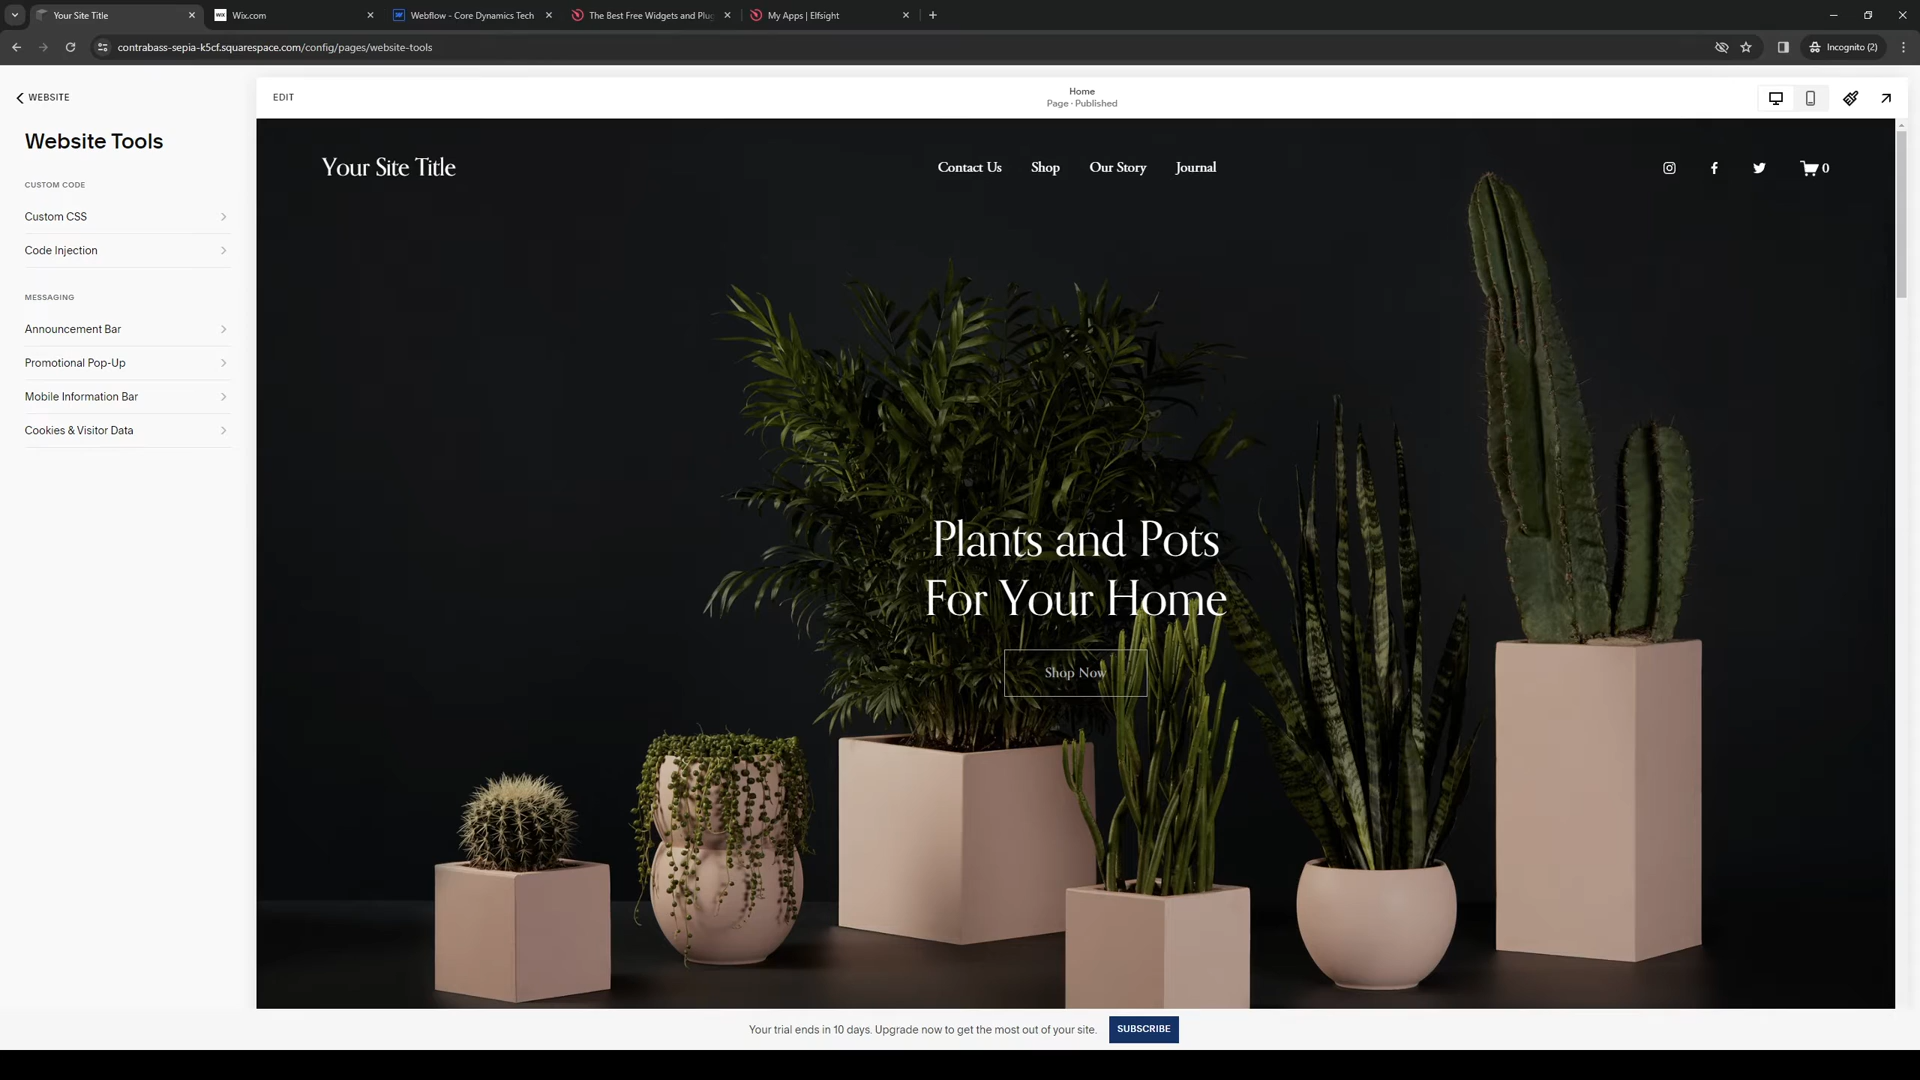 Your Site Title
Wix.com
Webflow - Core Dynamics Tech
The Best Free Widgets and Plug
My Apps | Elfsight
contrabass-sepia-k5cf.squarespace.com/config/pages/website-tools
Incognito (2)
WEBSITE
EDIT
Home
Page · Published
Website Tools
CUSTOM CODE
Custom CSS
Code Injection
MESSAGING
Announcement Bar
Promotional Pop-Up
Mobile Information Bar
Cookies & Visitor Data
Your Site Title
Contact Us
Shop
Our Story
Journal
0
Plants and Pots
For Your Home
Shop Now
Your trial ends in 10 days. Upgrade now to get the most out of your site.
SUBSCRIBE